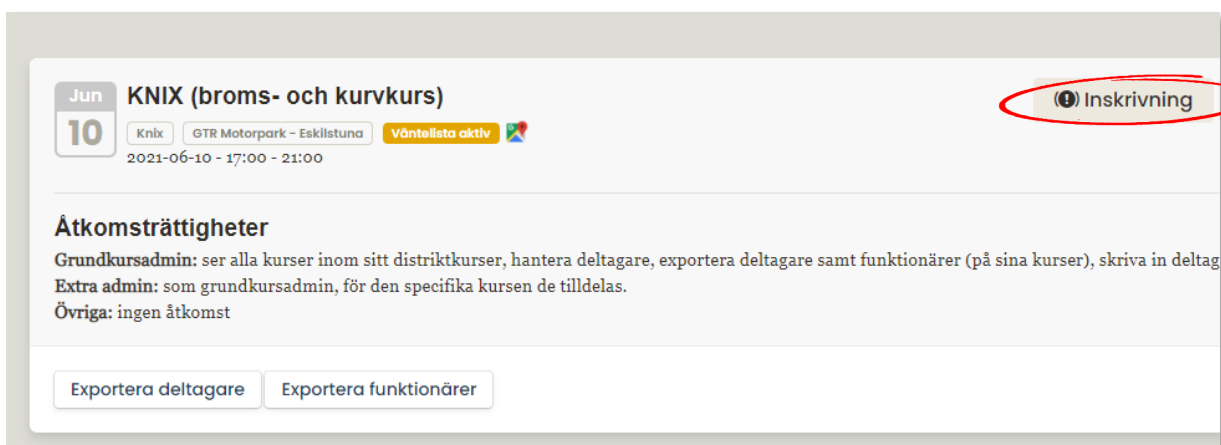 Jun
10
KNIX (broms- och kurvkurs)
Knix GTR Motorpark - Eskilstuna Väntelista aktiv
2021-06-10 - 17:00 - 21:00
Inskrivning
Åtkomsträttigheter
Grundkursadmin: ser alla kurser inom sitt distriktkurser, hantera deltagare, exportera deltagare samt funktionärer (på sina kurser), skriva in deltag
Extra admin: som grundkursadmin, för den specifika kursen de tilldelas.
Övriga: ingen åtkomst
Exportera deltagare Exportera funktionärer